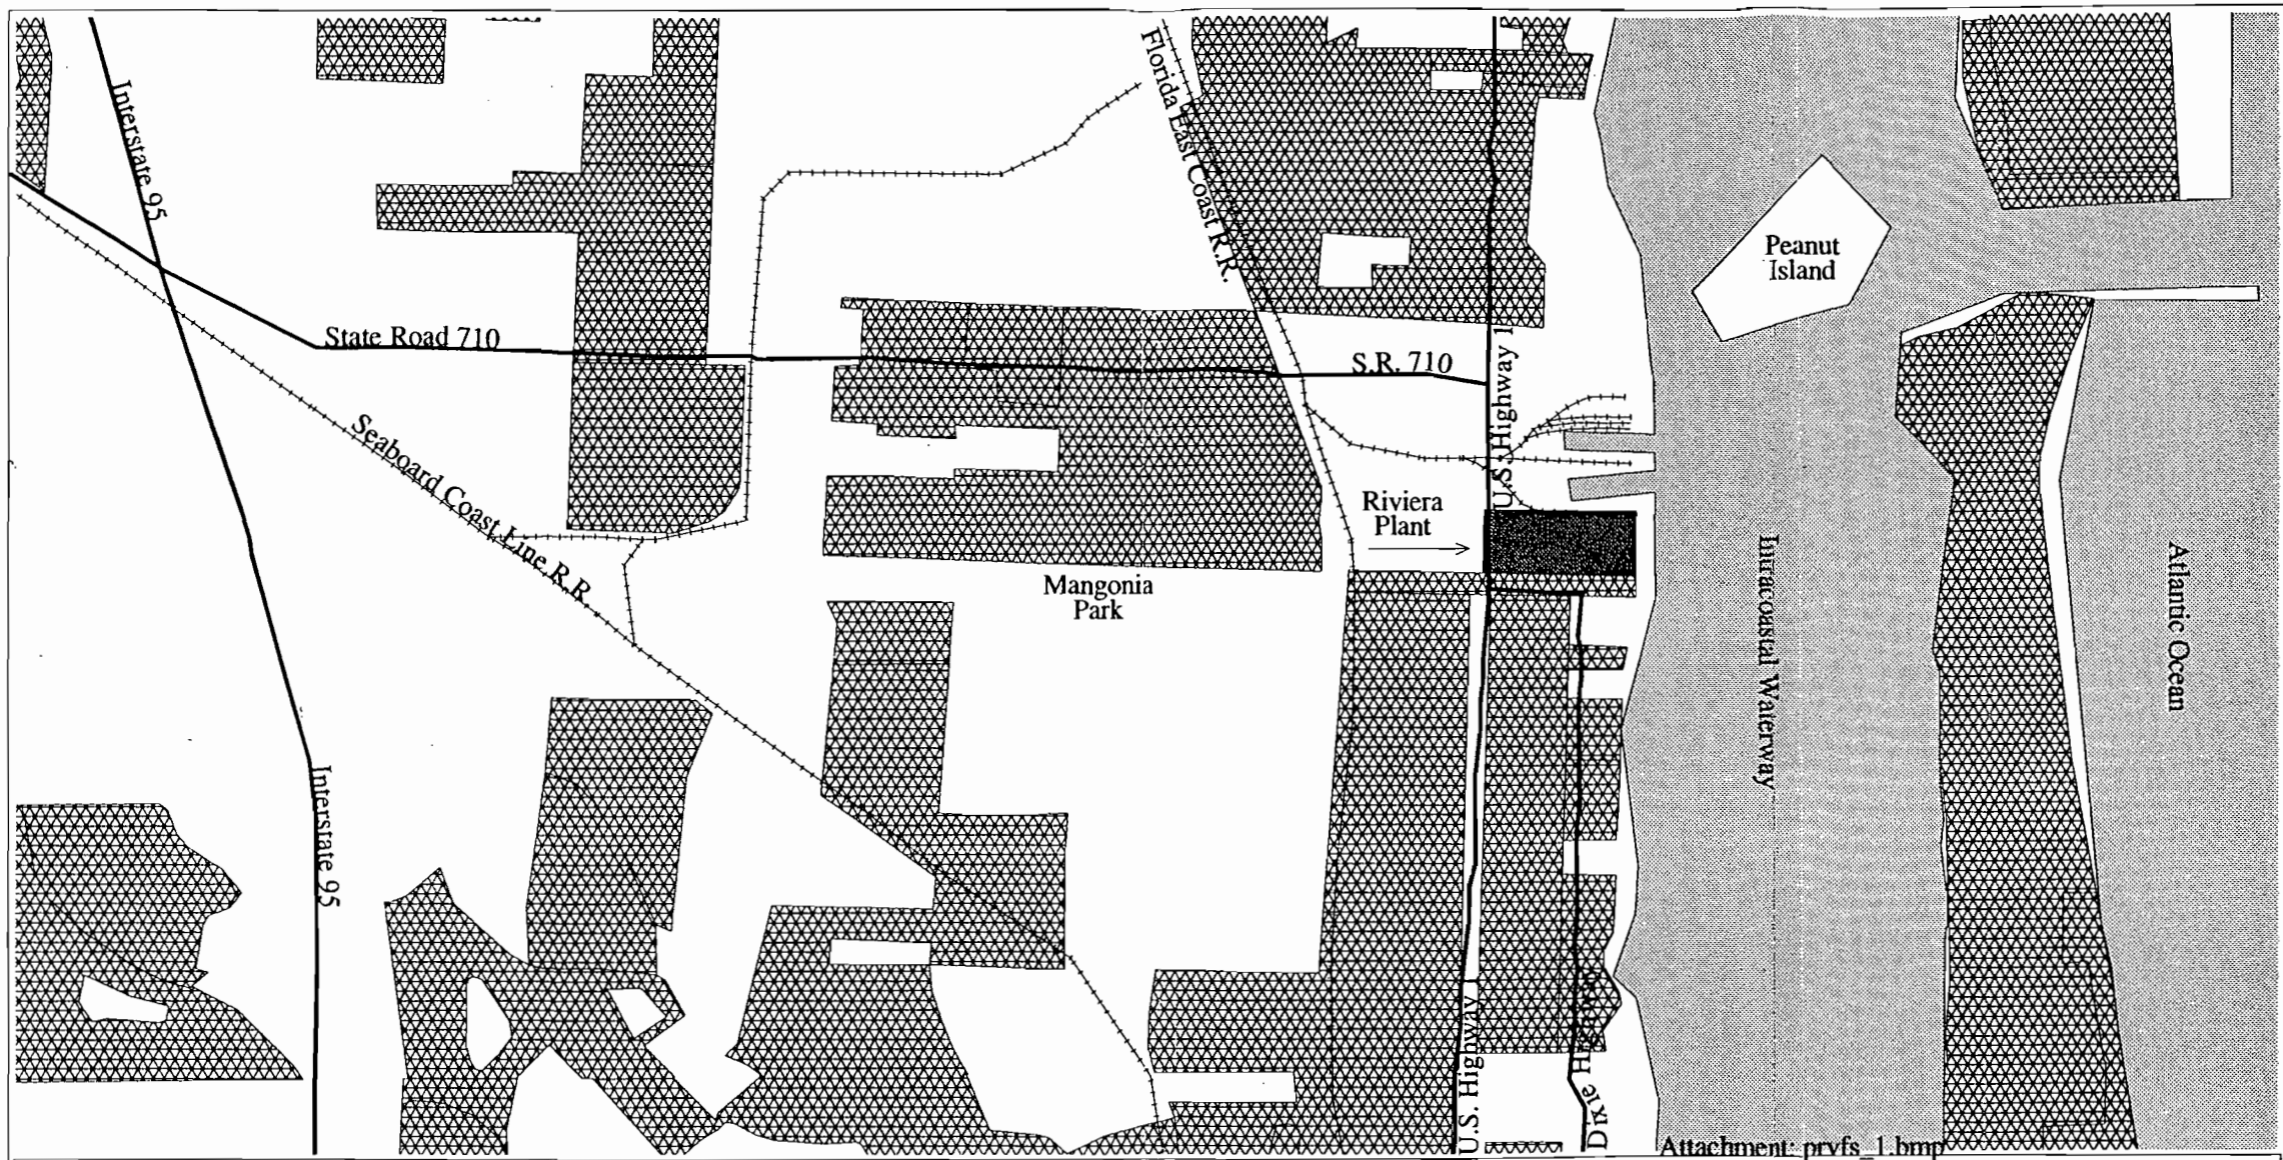 Interstate 95
Florida East Coast R.R.
Peanut
Island
State Road 710
S.R. 710
U.S. Highway 1
Seaboard Coast Line R.R.
Riviera
Plant
Mangonia
Park
Intracoastal Waterway
Atlantic Ocean
Interstate 95
U.S. Highway 1
Dixie Highway
Attachment: prvfs_1.bmp